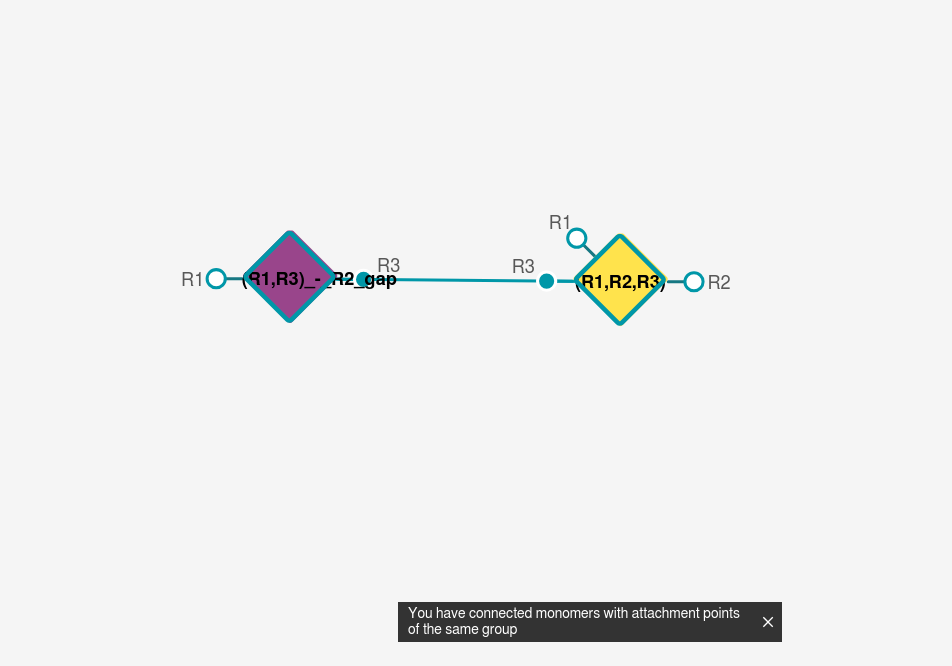 R1
R3
R3
R1
(R1,R3)_-_R2_gap
(R1,R2,R3)
R2
You have connected monomers with attachment points
of the same group